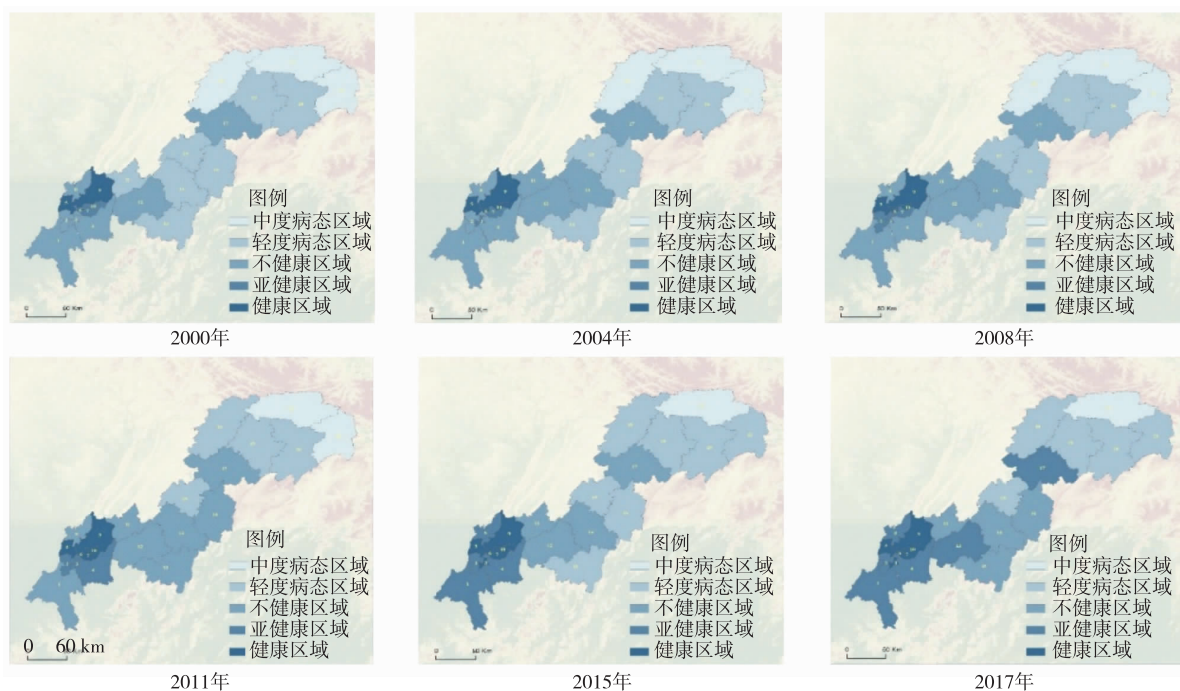 图例
中度病态区域
轻度病态区域
不健康区域
亚健康区域
健康区域
0 60 Km
2000年
图例
中度病态区域
轻度病态区域
不健康区域
亚健康区域
健康区域
0
2004年
图例
中度病态区域
轻度病态区域
不健康区域
亚健康区域
健康区域
0
2008年
图例
中度病态区域
轻度病态区域
不健康区域
亚健康区域
健康区域
0 60 km
2011年
图例
中度病态区域
轻度病态区域
不健康区域
亚健康区域
健康区域
0
2015年
图例
中度病态区域
轻度病态区域
不健康区域
亚健康区域
健康区域
0
2017年